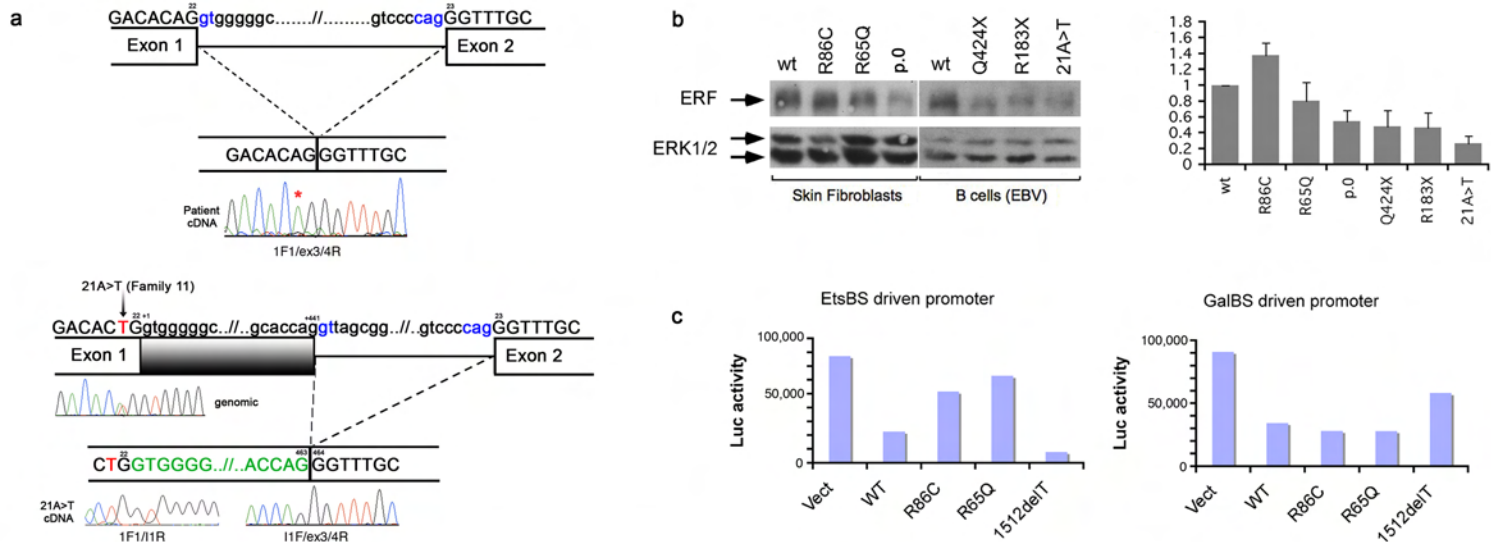 a
22 23
GACACAGgtgggggc........//.........gtccccagGGTTTGC
Exon 1 Exon 2
GACACAGGGTTTGC
*
Patient
cDNA
1F1/ex3/4R
21A>T (Family 11)
22 +1 +441 23
GACACTGgtgggggc..//..gcaccaggttagcgg..//..gtccccagGGTTTGC
Exon 1 Exon 2
genomic
22 463 464
CTGGTGGGG..//..ACCAGGGTTTGC
21A>T
cDNA
1F1/I1R I1F/ex3/4R
b
wt R86C R65Q p.0 wt Q424X R183X 21A>T
ERF
ERK1/2
Skin Fibroblasts B cells (EBV)
1.8
1.6
1.4
1.2
1
0.8
0.6
0.4
0.2
0
wt R86C R65Q p.0 Q424X R183X 21A>T
c
EtsBS driven promoter
Luc activity
100,000
50,000
0
Vect WT R86C R65Q 1512delT
GalBS driven promoter
Luc activity
100,000
50,000
0
Vect WT R86C R65Q 1512delT